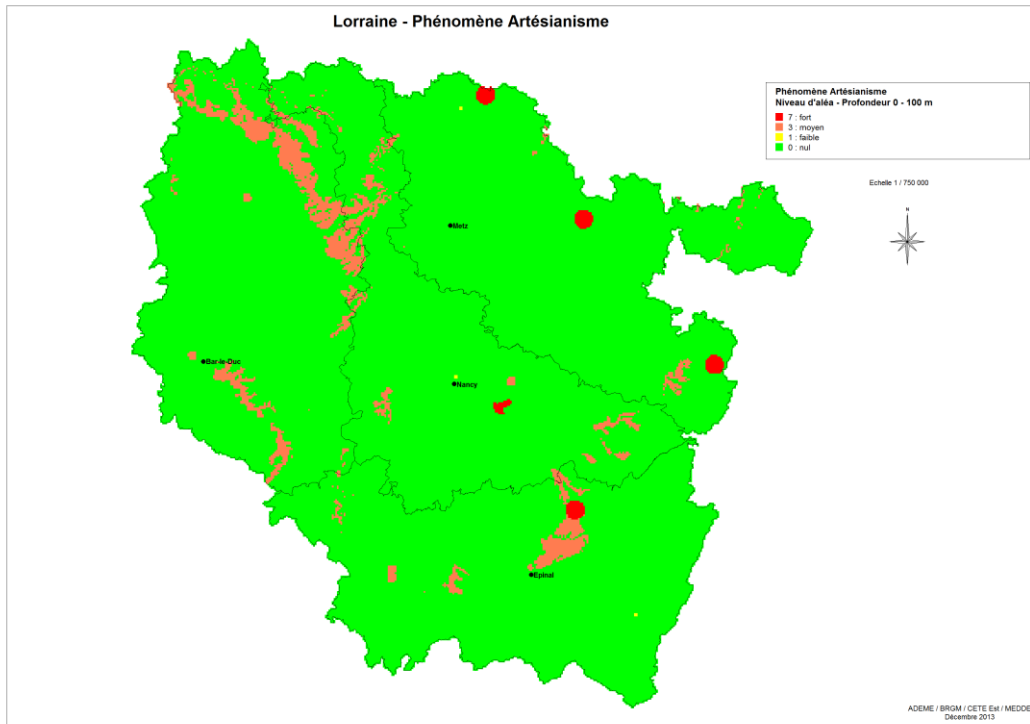 Lorraine - Phénomène Artésianisme
Phénomène Artésianisme
Niveau d'aléa - Profondeur 0 - 100 m
7 : fort
3 : moyen
1 : faible
0 : nul
Echelle 1 / 750 000
N
Metz
Bar-le-Duc
Nancy
Epinal
ADEME / BRGM / CETE Est / MEDDE
Décembre 2013